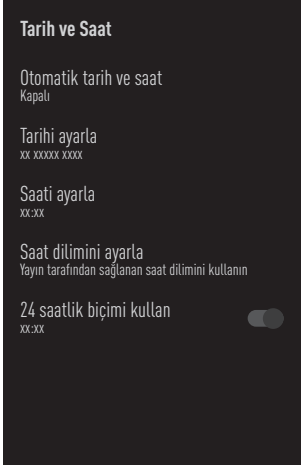 Tarih ve Saat
Otomatik tarih ve saat
Kapalı
Tarihi ayarla
xx xxxxx xxxx
Saati ayarla
xx:xx
Saat dilimini ayarla
Yayın tarafından sağlanan saat dilimini kullanın
24 saatlik biçimi kullan
xx:xx